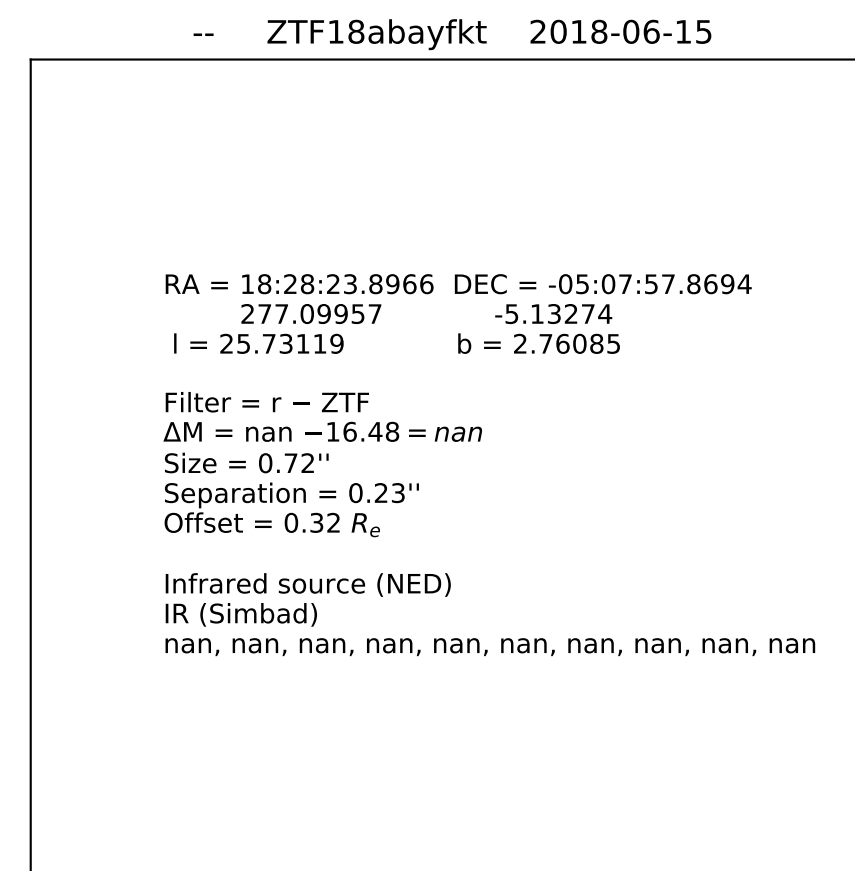 -- ZTF18abayfkt 2018-06-15
RA = 18:28:23.8966 DEC = -05:07:57.8694
277.09957 -5.13274
l = 25.73119 b = 2.76085
Filter = r − ZTF
ΔM = nan −16.48 = nan
Size = 0.72''
Separation = 0.23''
Offset = 0.32 Re
Infrared source (NED)
IR (Simbad)
nan, nan, nan, nan, nan, nan, nan, nan, nan, nan